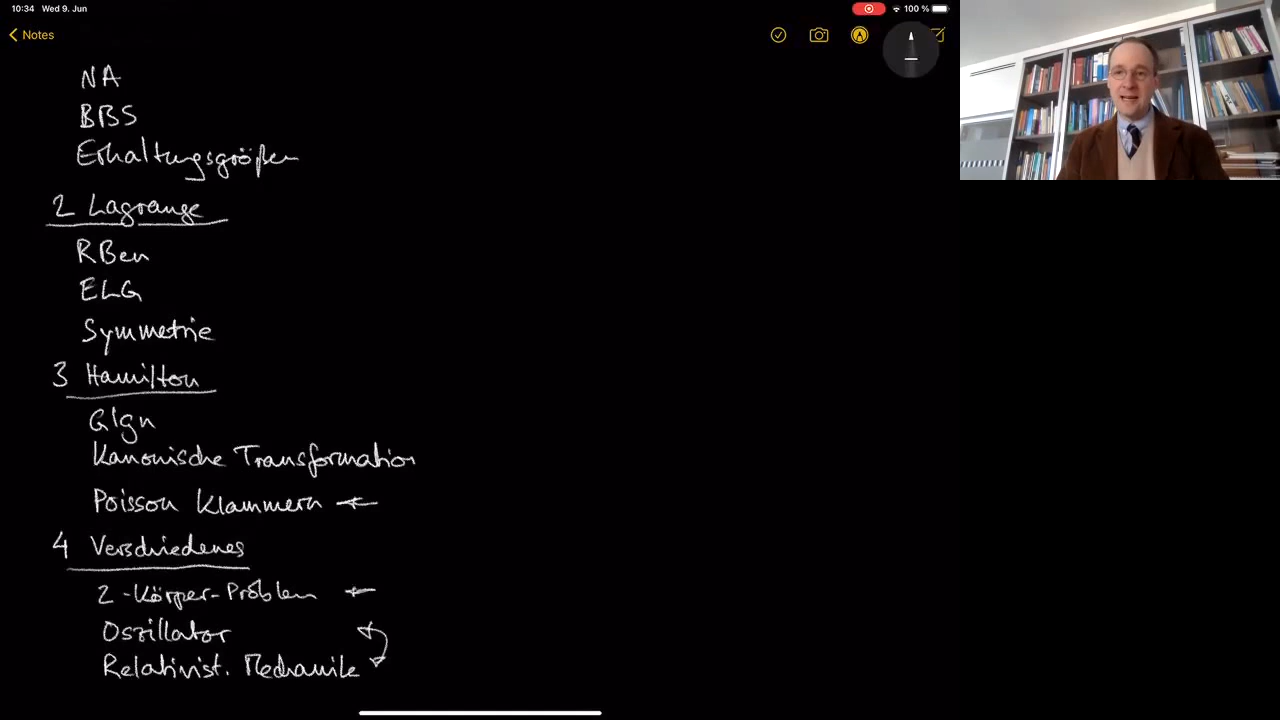 10:34 Wed 9. Jun 100 %
Notes
NA
BBS
Erhaltungsgrößen
2 Lagrange
RBen
ELG
Symmetrie
3 Hamilton
Glgn
Kanonische Transformation
Poisson Klammern ←
4 Verschiedenes
2-Körper-Problem ←
Oszillator
Relativist. Mechanik